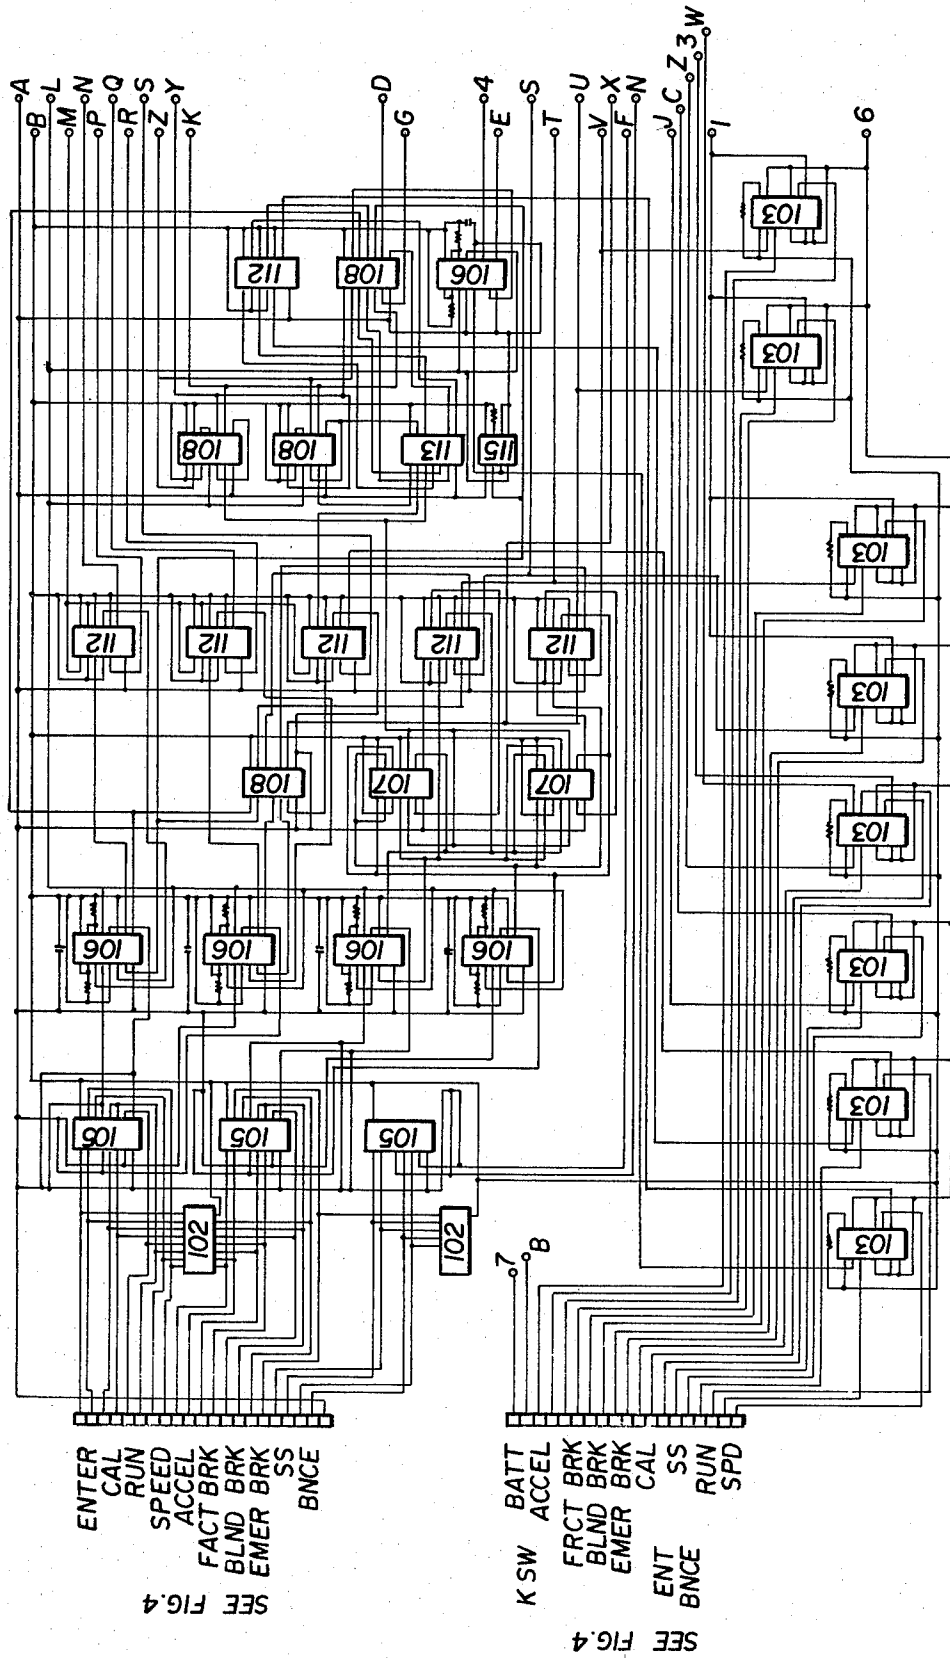 A
B
L
M
N
P
Q
R
S
Z
Y
K
D
G
4
E
S
T
U
V
X
F
N
J
C
Z
3
W
1
6
112
108
106
103
103
108
108
113
115
103
112
112
112
112
112
103
108
107
107
103
106
106
106
106
103
105
105
105
103
102
102
103
7
B
ENTER
CAL
RUN
SPEED
ACCEL
FACT BRK
BLND BRK
EMER BRK
SS
BNCE
SEE FIG.4
K SW
BATT
ACCEL
FRCT BRK
BLND BRK
EMER BRK
CAL
ENT
SS
BNCE
RUN
SPD
SEE FIG.4